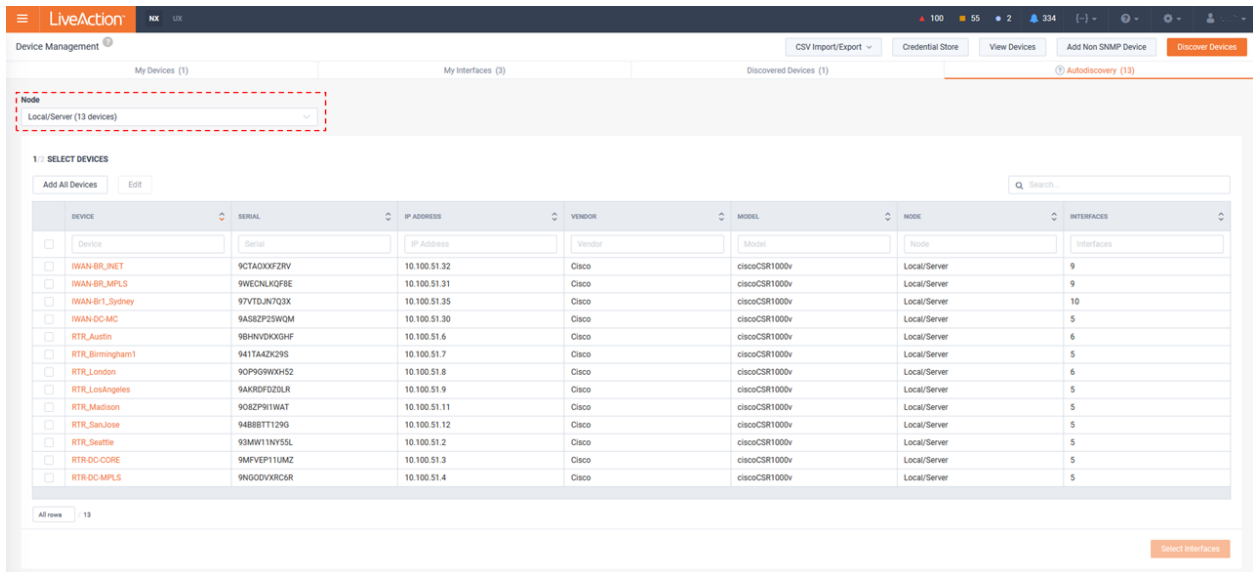 LiveAction NX UX 100 55 2 334
Device Management CSV Import/Export Credential Store View Devices Add Non SNMP Device Discover Devices
My Devices (1) My Interfaces (3) Discovered Devices (1) Autodiscovery (13)
Node
Local/Server (13 devices)
1/2 SELECT DEVICES
Add All Devices Edit Search...
DEVICE SERIAL IP ADDRESS VENDOR MODEL NODE INTERFACES
Device Serial IP Address Vendor Model Node Interfaces
IWAN-BR_INET 9CTAOXXFZRV 10.100.51.32 Cisco ciscoCSR1000v Local/Server 9
IWAN-BR_MPLS 9WECNLKQFBE 10.100.51.31 Cisco ciscoCSR1000v Local/Server 9
IWAN-Br1_Sydney 97VTDJN7Q3X 10.100.51.35 Cisco ciscoCSR1000v Local/Server 10
IWAN-DC-MC 9AS8ZP25WQM 10.100.51.30 Cisco ciscoCSR1000v Local/Server 5
RTR_Austin 9BHNVDKXGHF 10.100.51.6 Cisco ciscoCSR1000v Local/Server 6
RTR_Birmingham1 941TA4ZK29S 10.100.51.7 Cisco ciscoCSR1000v Local/Server 5
RTR_London 9OP9G9WXH52 10.100.51.8 Cisco ciscoCSR1000v Local/Server 6
RTR_LosAngeles 9AKRDFDZ0LR 10.100.51.9 Cisco ciscoCSR1000v Local/Server 5
RTR_Madison 9O8ZP9I1WAT 10.100.51.11 Cisco ciscoCSR1000v Local/Server 5
RTR_SanJose 94B8BTT129G 10.100.51.12 Cisco ciscoCSR1000v Local/Server 5
RTR_Seattle 93MW11NY55L 10.100.51.2 Cisco ciscoCSR1000v Local/Server 5
RTR-DC-CORE 9MFVEP11UMZ 10.100.51.3 Cisco ciscoCSR1000v Local/Server 5
RTR-DC-MPLS 9NGODVXRC6R 10.100.51.4 Cisco ciscoCSR1000v Local/Server 5
All rows / 13
Select Interfaces